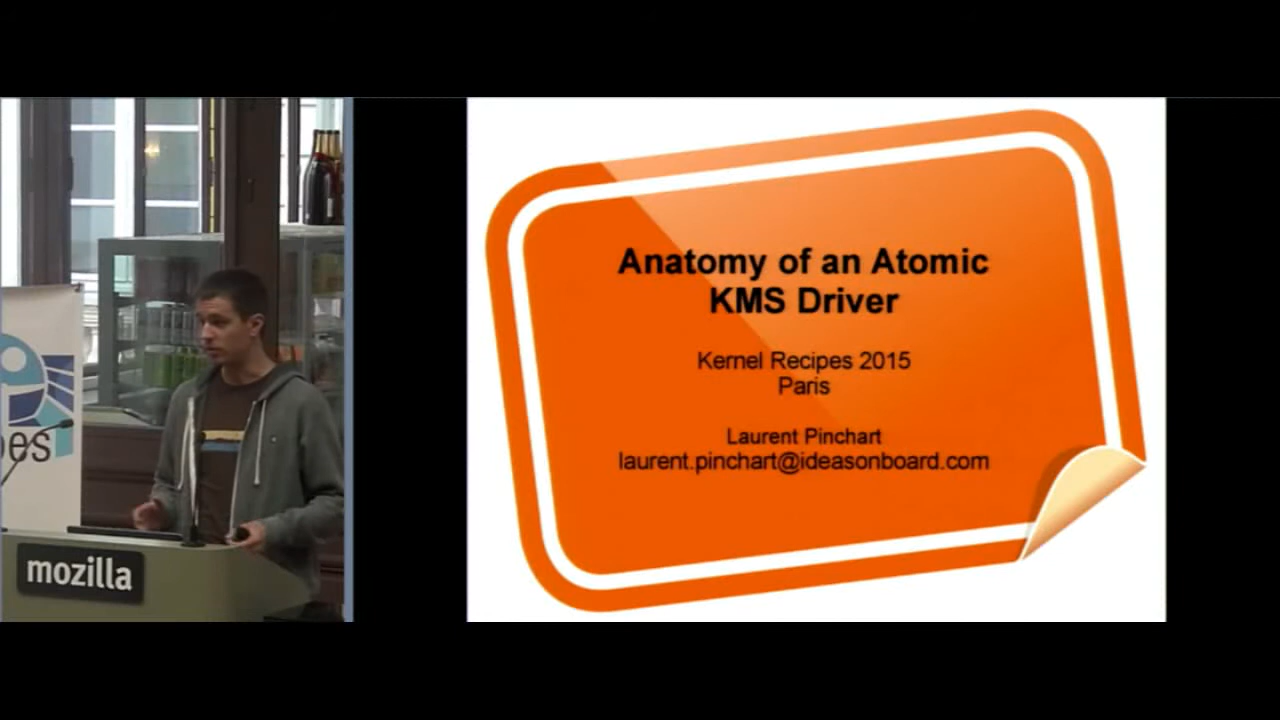 Anatomy of an Atomic
KMS Driver
Kernel Recipes 2015
Paris
Laurent Pinchart
laurent.pinchart@ideasonboard.com
mozilla